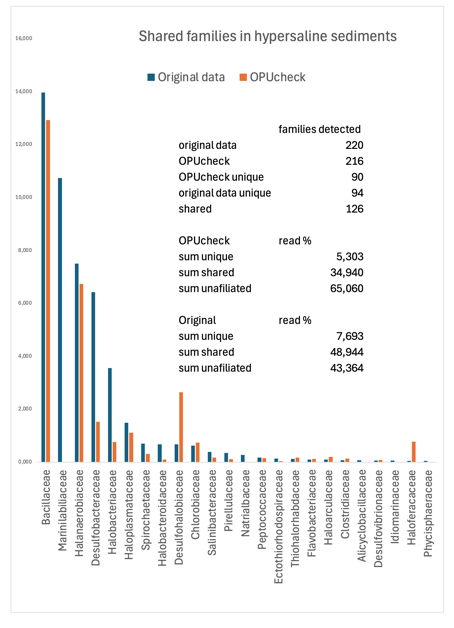 Shared families in hypersaline sediments
Original data OPUcheck
16,000
14,000
12,000
10,000
8,000
6,000
4,000
2,000
0,000
families detected
original data 220
OPUcheck 216
OPUcheck unique 90
original data unique 94
shared 126
OPUcheck read %
sum unique 5,303
sum shared 34,940
sum unafiliated 65,060
Original read %
sum unique 7,693
sum shared 48,944
sum unafiliated 43,364
Bacillaceae
Marinilabiliaceae
Halanaerobiaceae
Desulfobacteraceae
Halobacteriaceae
Haloplasmataceae
Spirochaetaceae
Halobacteroidaceae
Desulfohalobiaceae
Chlorobiaceae
Salinibacteraceae
Pirellulaceae
Natrialbaceae
Peptococcaceae
Ectothiorhodospiraceae
Thiohalorhabdaceae
Flavobacteriaceae
Haloarculaceae
Clostridiaceae
Alicyclobacillaceae
Desulfovibrionaceae
Idiomarinaceae
Haloferacaceae
Phycisphaeraceae